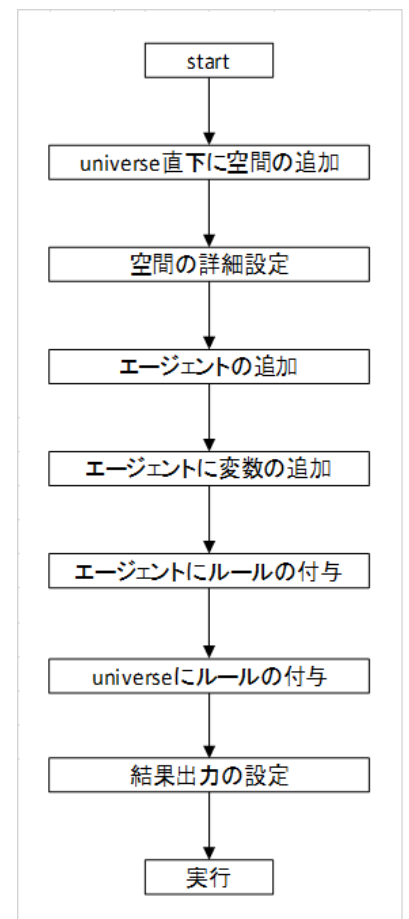 start
universe直下に空間の追加
空間の詳細設定
エージェントの追加
エージェントに変数の追加
エージェントにルールの付与
universeにルールの付与
結果出力の設定
実行